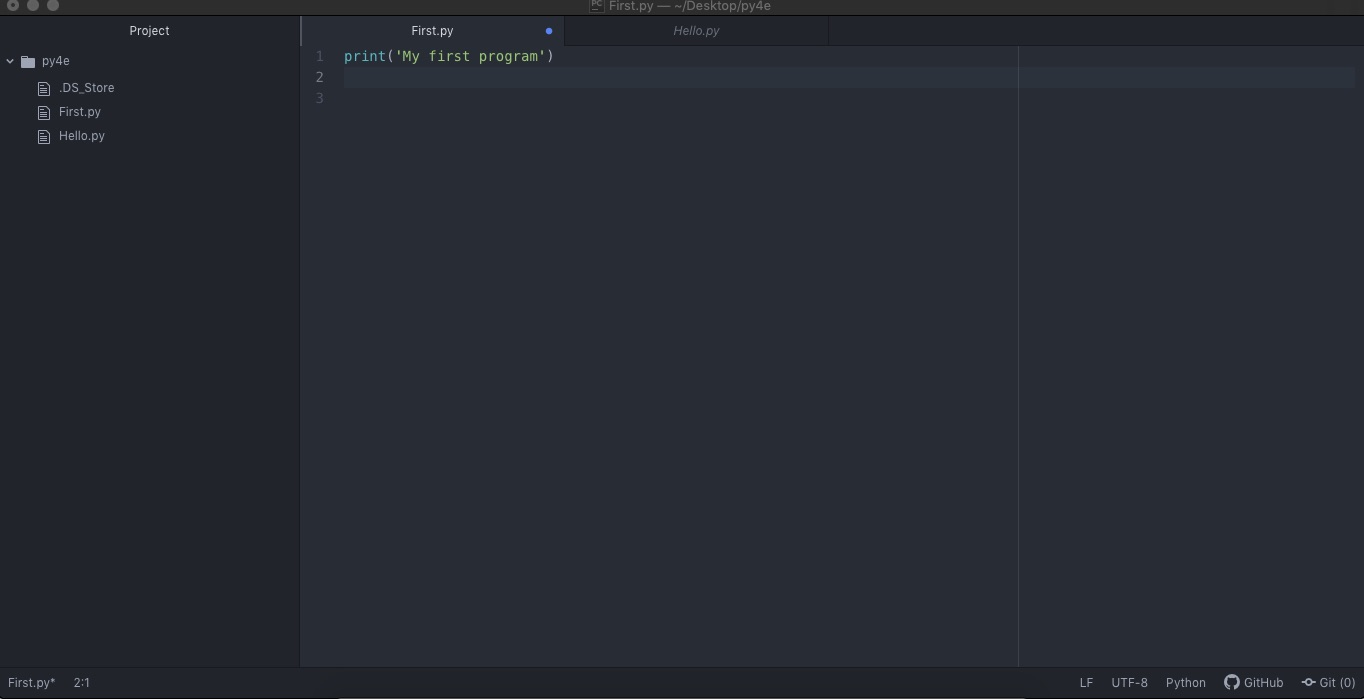 First.py — ~/Desktop/py4e
Project
First.py
Hello.py
py4e
.DS_Store
First.py
Hello.py
1 print('My first program')
2
3
First.py* 2:1
LF UTF-8 Python GitHub Git (0)